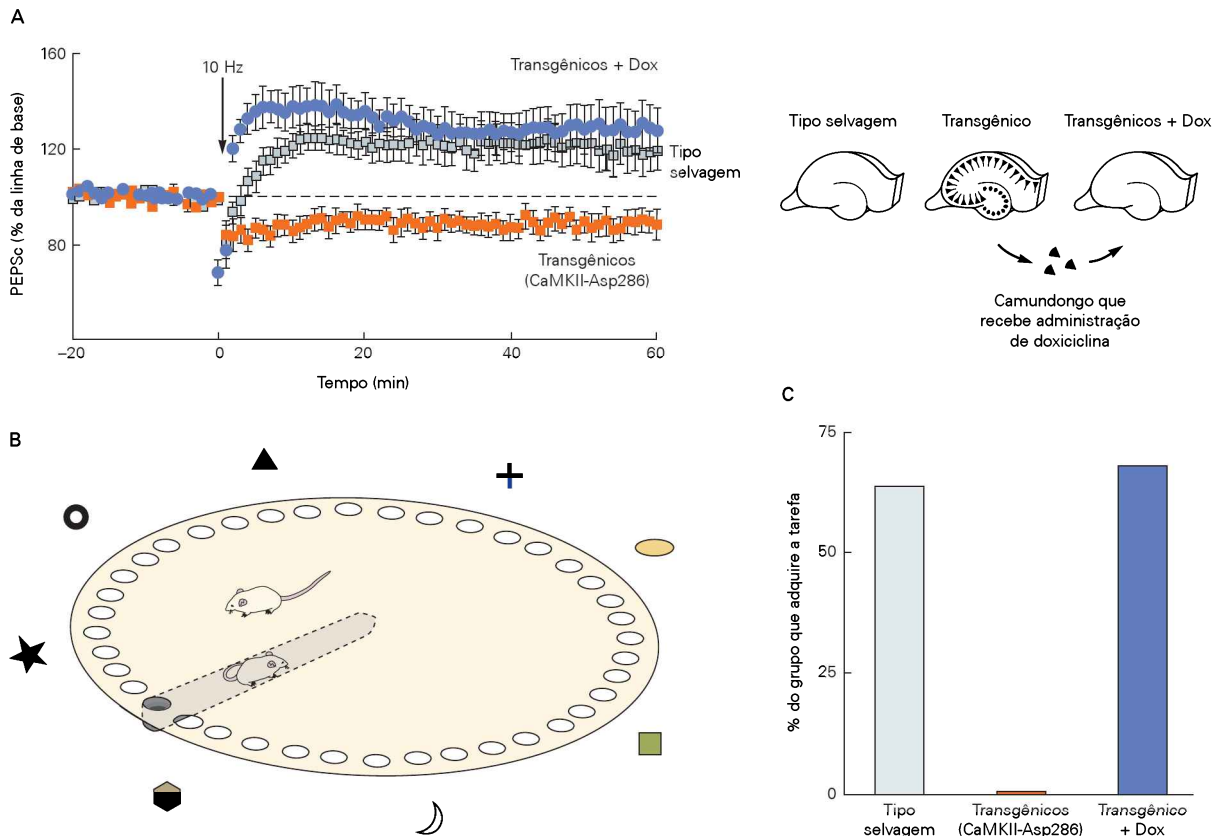 A
160
120
80
PEPSc (% da linha de base)
10 Hz
Transgênicos + Dox
Tipo
selvagem
Transgênicos
(CaMKII-Asp286)
–20
0
20
40
60
Tempo (min)
Tipo selvagem
Transgênico
Transgênicos + Dox
Camundongo que
recebe administração
de doxiciclina
B
C
75
50
25
0
% do grupo que adquire a tarefa
Tipo
selvagem
Transgênicos
(CaMKII-Asp286)
Transgênico
+ Dox